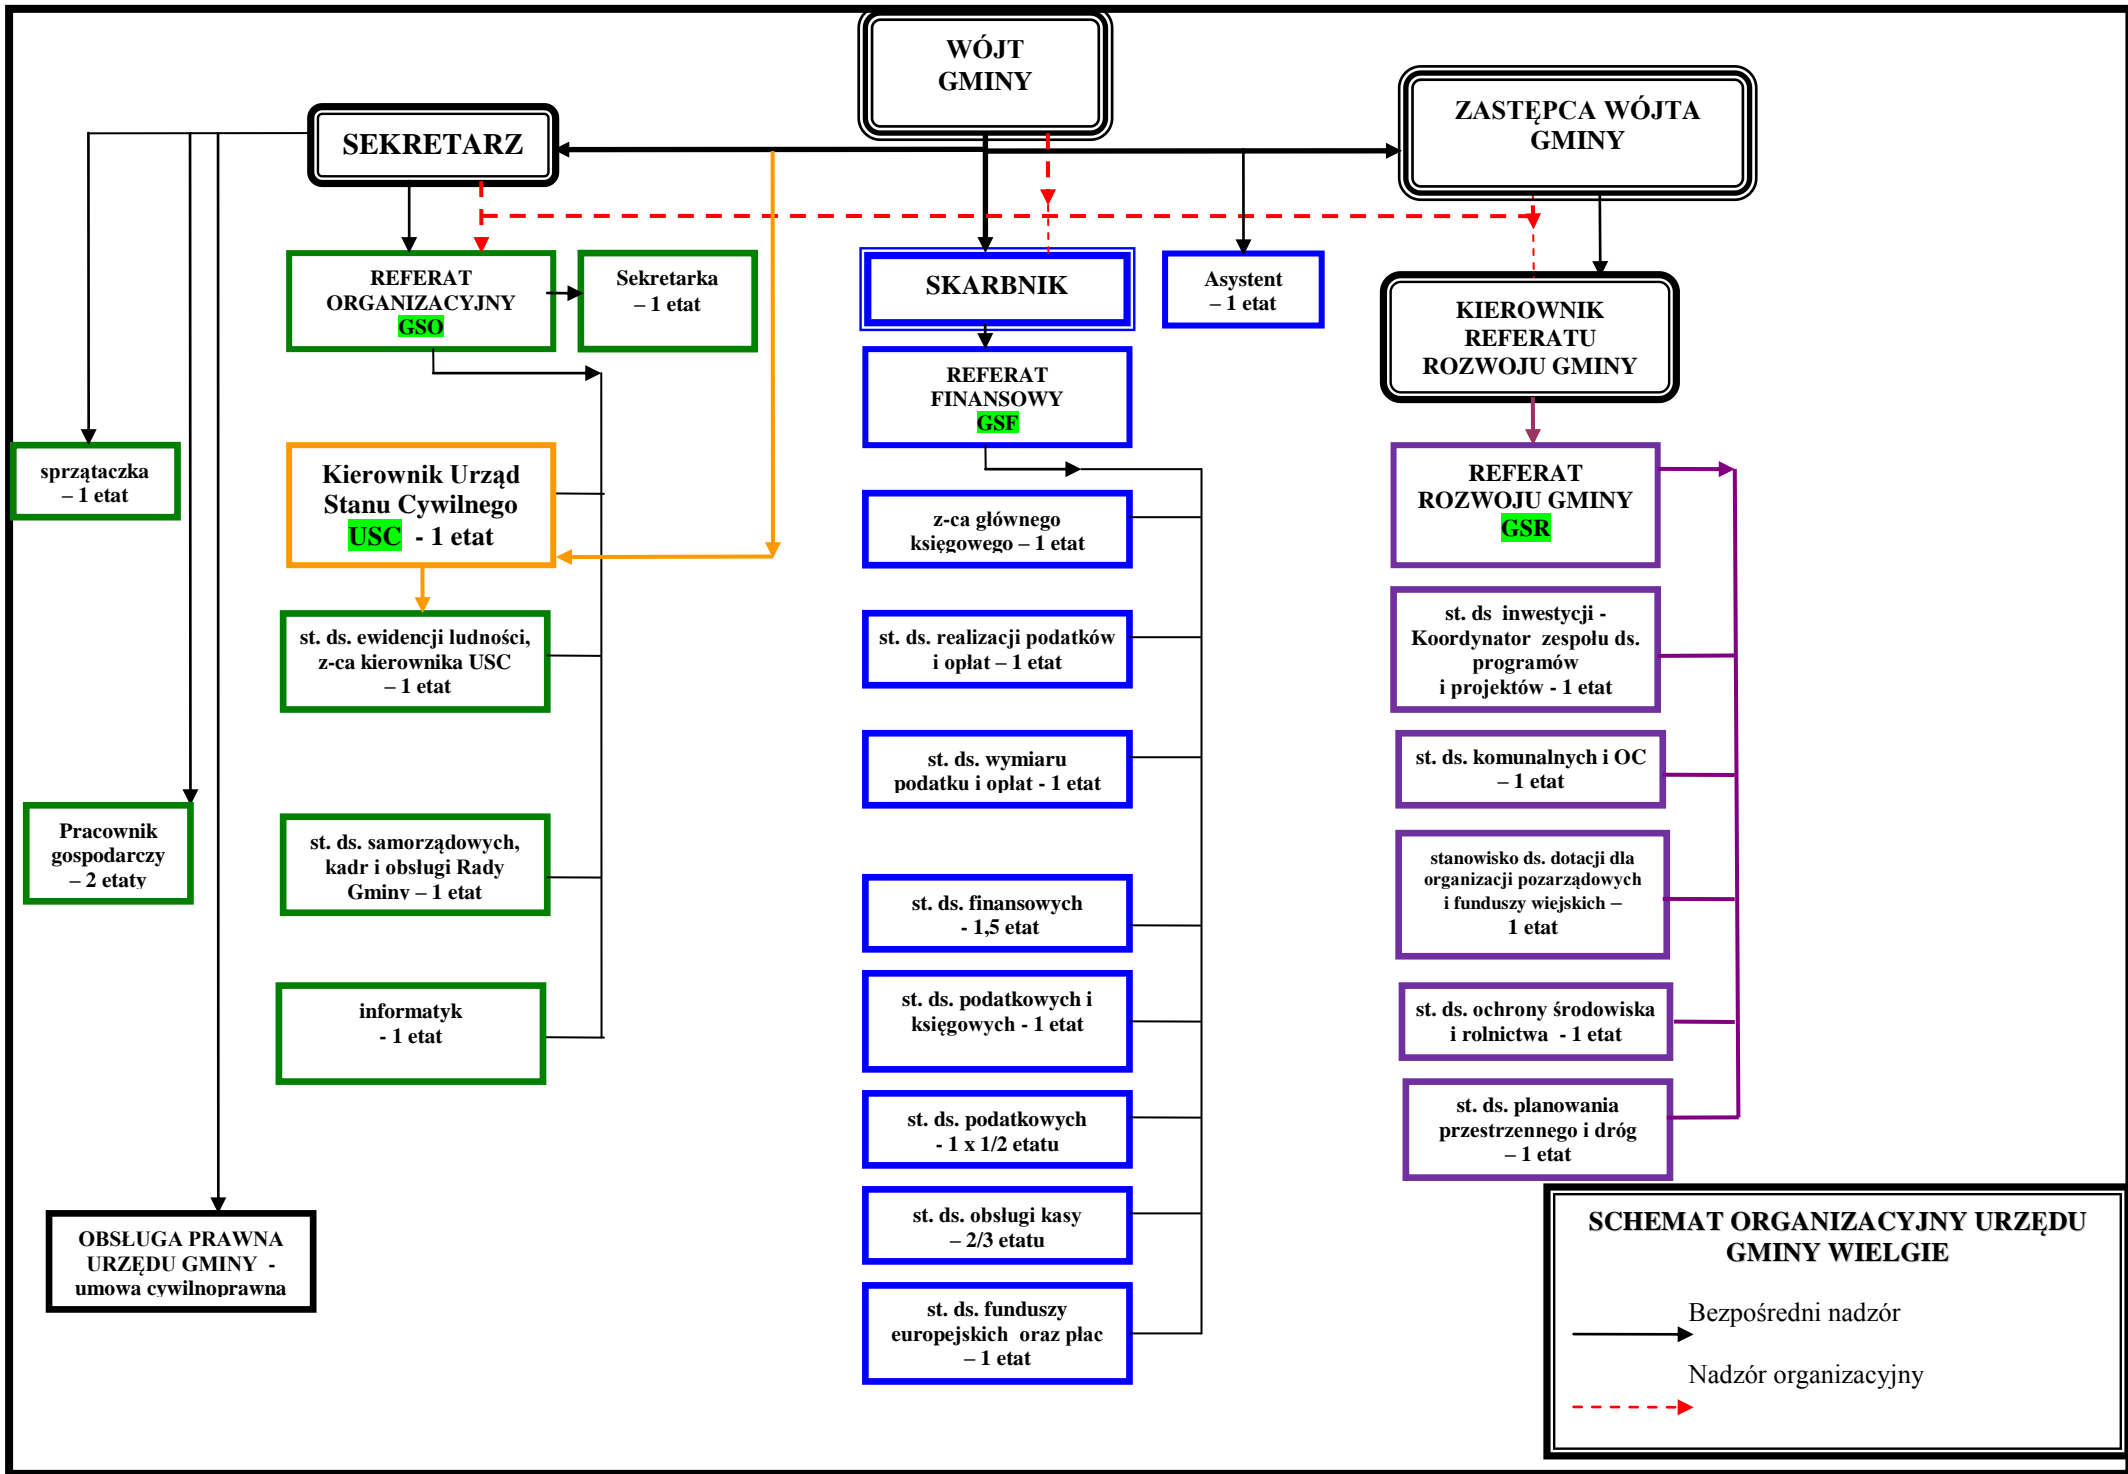 WÓJT
GMINY
ZASTĘPCA WÓJTA
GMINY
SEKRETARZ
REFERAT
ORGANIZACYJNY
GSO
Sekretarka
– 1 etat
SKARBNIK
Asystent
– 1 etat
KIEROWNIK
REFERATU
ROZWOJU GMINY
REFERAT
FINANSOWY
GSF
sprzątaczka
– 1 etat
Kierownik Urząd
Stanu Cywilnego
USC - 1 etat
REFERAT
ROZWOJU GMINY
GSR
z-ca głównego
księgowego – 1 etat
st. ds. ewidencji ludności,
z-ca kierownika USC
– 1 etat
st. ds. realizacji podatków
i opłat – 1 etat
st. ds inwestycji -
Koordynator zespołu ds.
programów
i projektów - 1 etat
st. ds. wymiaru
podatku i opłat - 1 etat
st. ds. komunalnych i OC
– 1 etat
Pracownik
gospodarczy
– 2 etaty
st. ds. samorządowych,
kadr i obsługi Rady
Gminy – 1 etat
stanowisko ds. dotacji dla
organizacji pozarządowych
i funduszy wiejskich –
1 etat
st. ds. finansowych
- 1,5 etat
informatyk
- 1 etat
st. ds. podatkowych i
księgowych - 1 etat
st. ds. ochrony środowiska
i rolnictwa - 1 etat
st. ds. podatkowych
- 1 x 1/2 etatu
st. ds. planowania
przestrzennego i dróg
– 1 etat
st. ds. obsługi kasy
– 2/3 etatu
OBSŁUGA PRAWNA
URZĘDU GMINY -
umowa cywilnoprawna
st. ds. funduszy
europejskich oraz płac
– 1 etat
SCHEMAT ORGANIZACYJNY URZĘDU
GMINY WIELGIE
Bezpośredni nadzór
Nadzór organizacyjny